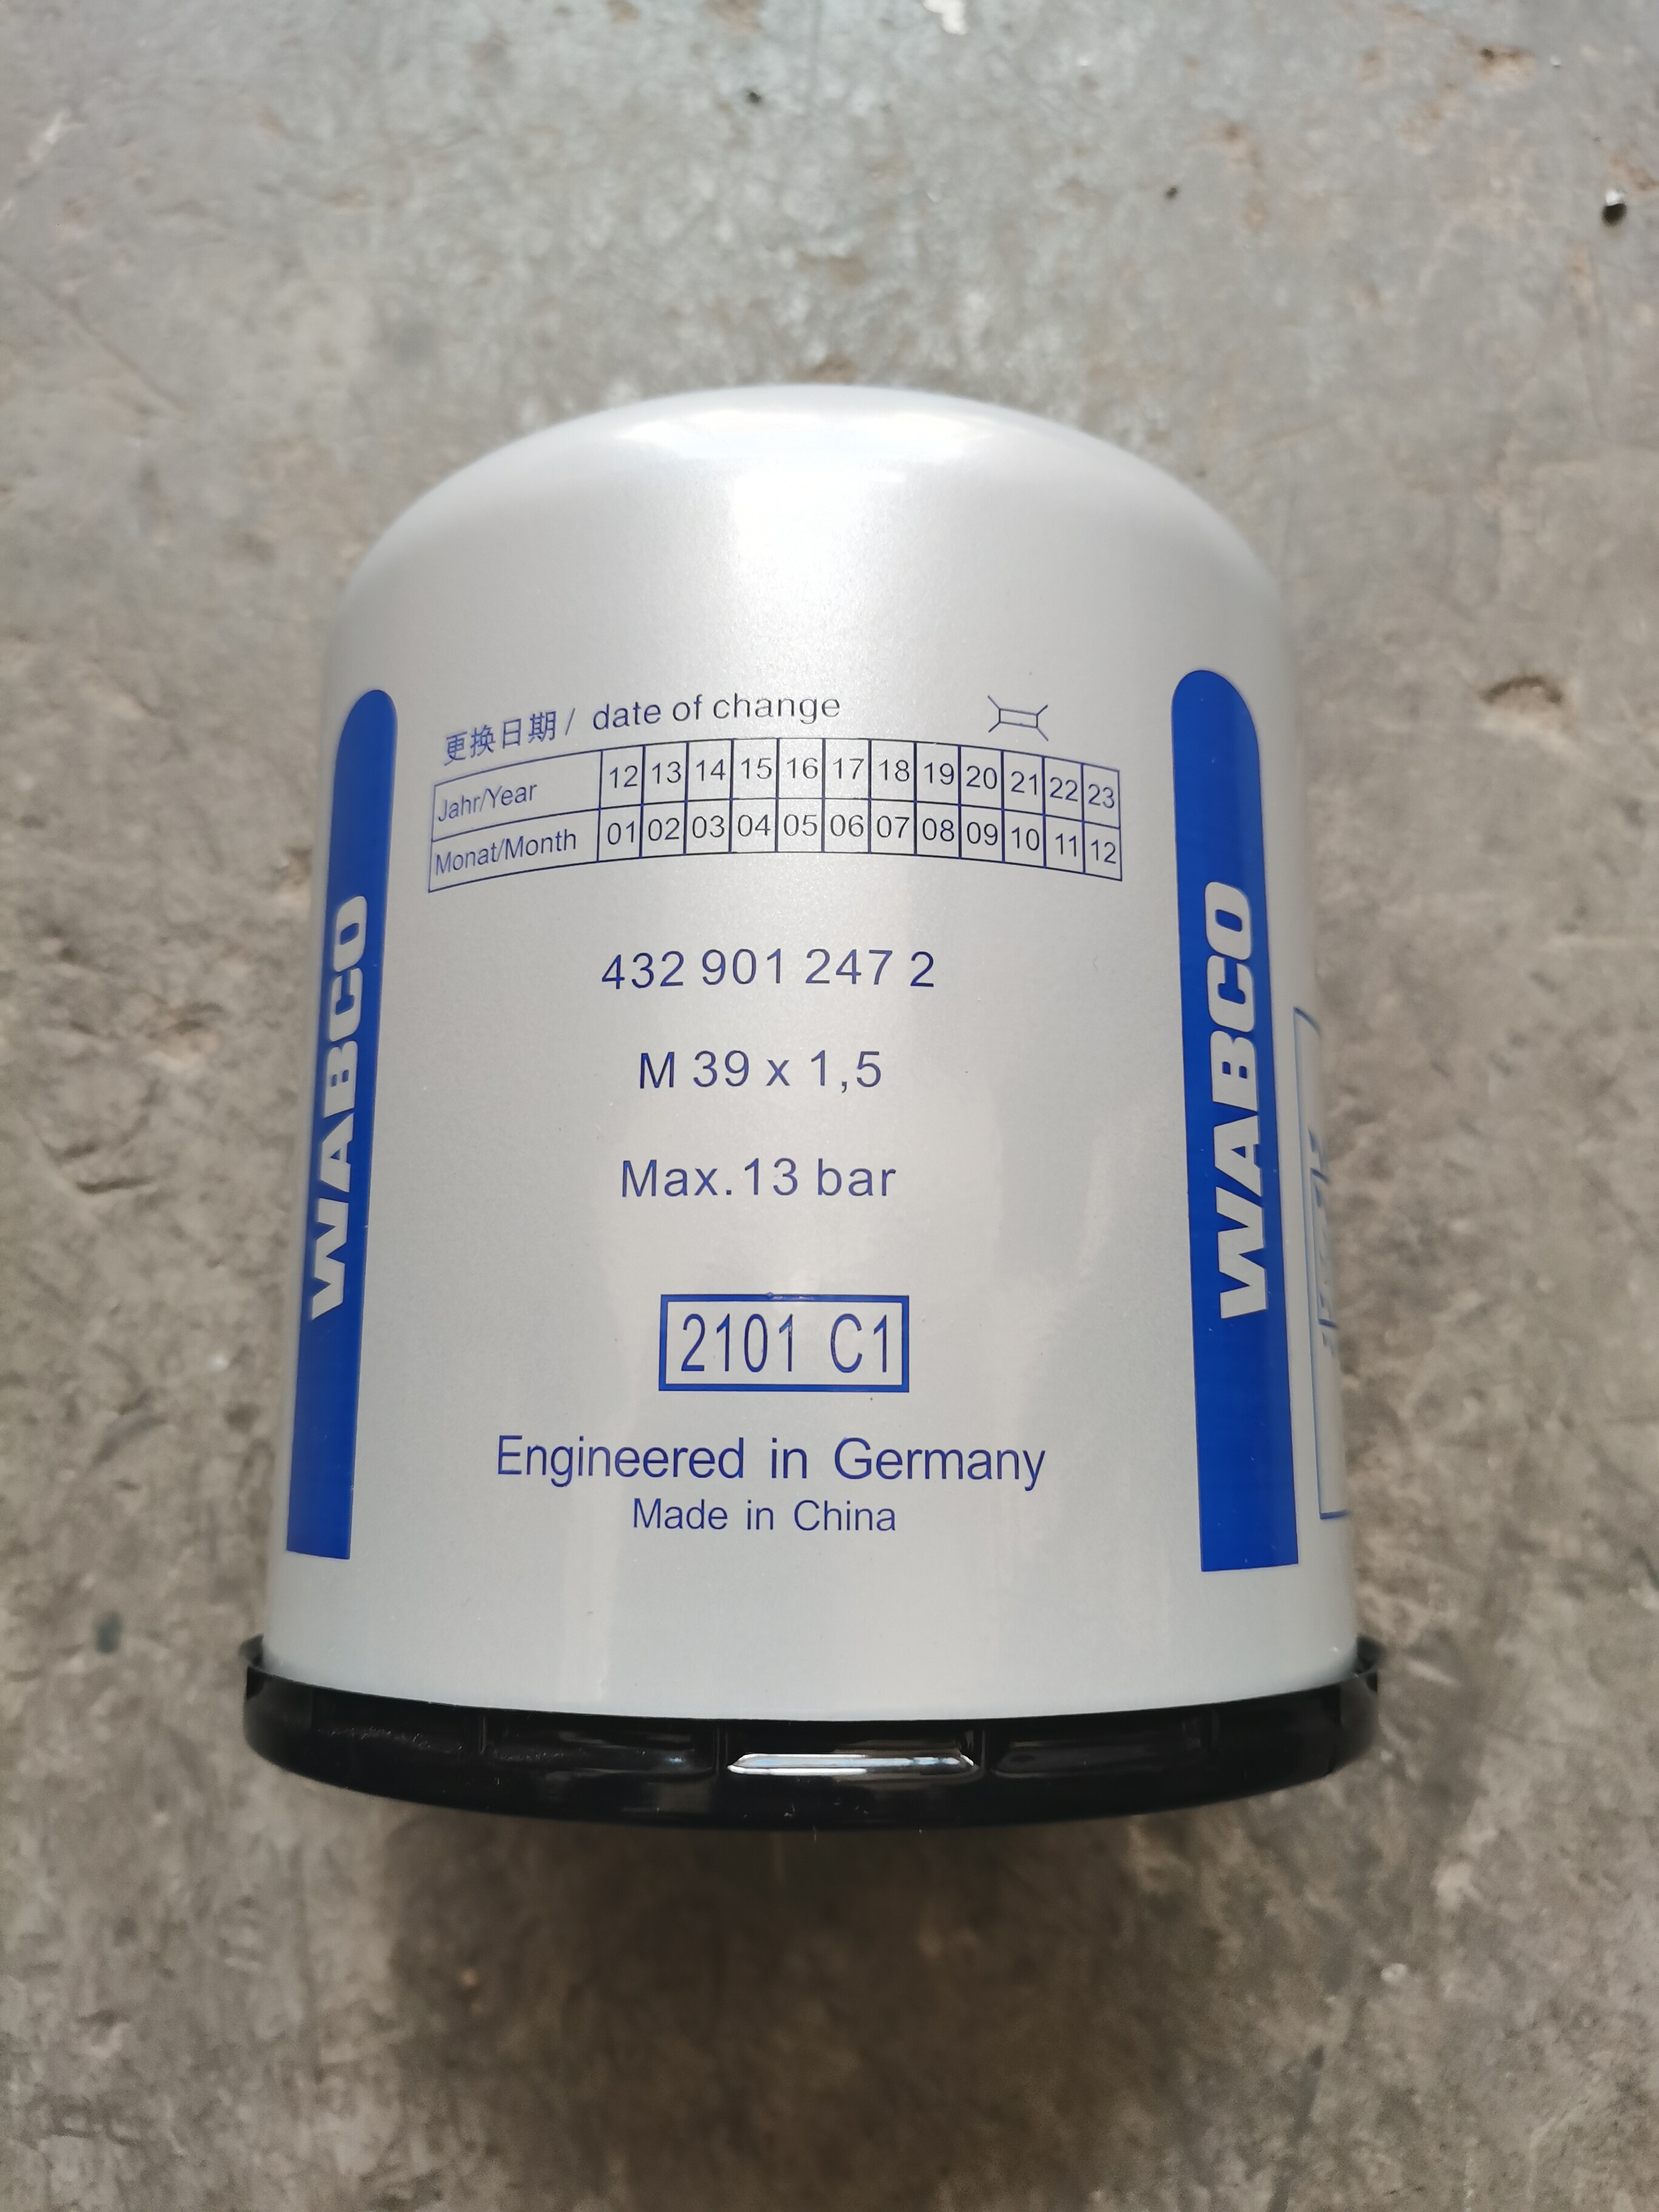 更换日期 / date of change
Jahr/Year 12 13 14 15 16 17 18 19 20 21 22 23
Monat/Month 01 02 03 04 05 06 07 08 09 10 11 12
432 901 247 2
M 39 x 1,5
Max. 13 bar
2101 C1
Engineered in Germany
Made in China
WABCO
WABCO